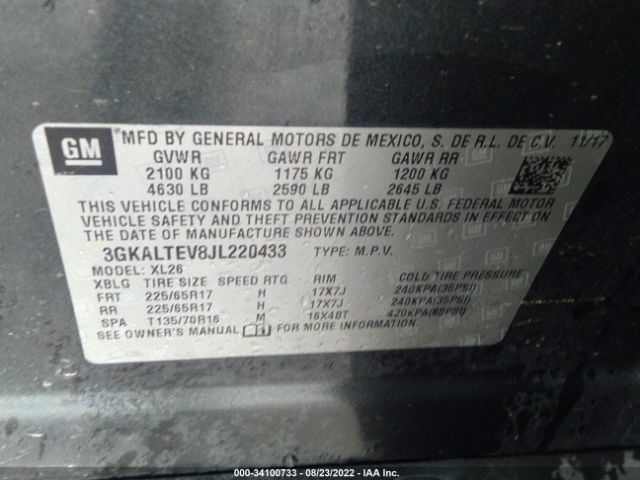 GM
MFD BY GENERAL MOTORS DE MEXICO, S. DE R.L. DE C.V. 11/17
GVWR GAWR FRT GAWR RR
2100 KG 1175 KG 1200 KG
4630 LB 2590 LB 2645 LB
THIS VEHICLE CONFORMS TO ALL APPLICABLE U.S. FEDERAL MOTOR
VEHICLE SAFETY AND THEFT PREVENTION STANDARDS IN EFFECT ON
THE DATE OF MANUFACTURE SHOWN ABOVE.
3GKALTEV8JL220433 TYPE: M.P.V.
MODEL: XL26
XBLG TIRE SIZE SPEED RTG RIM COLD TIRE PRESSURE
FRT 225/65R17 H 17X7J 240KPA(35PSI)
RR 225/65R17 H 17X7J 240KPA(35PSI)
SPA T135/70R16 M 16X4BT 420KPA(60PSI)
SEE OWNER'S MANUAL FOR MORE INFORMATION
000-34100733 - 08/23/2022 - IAA Inc.